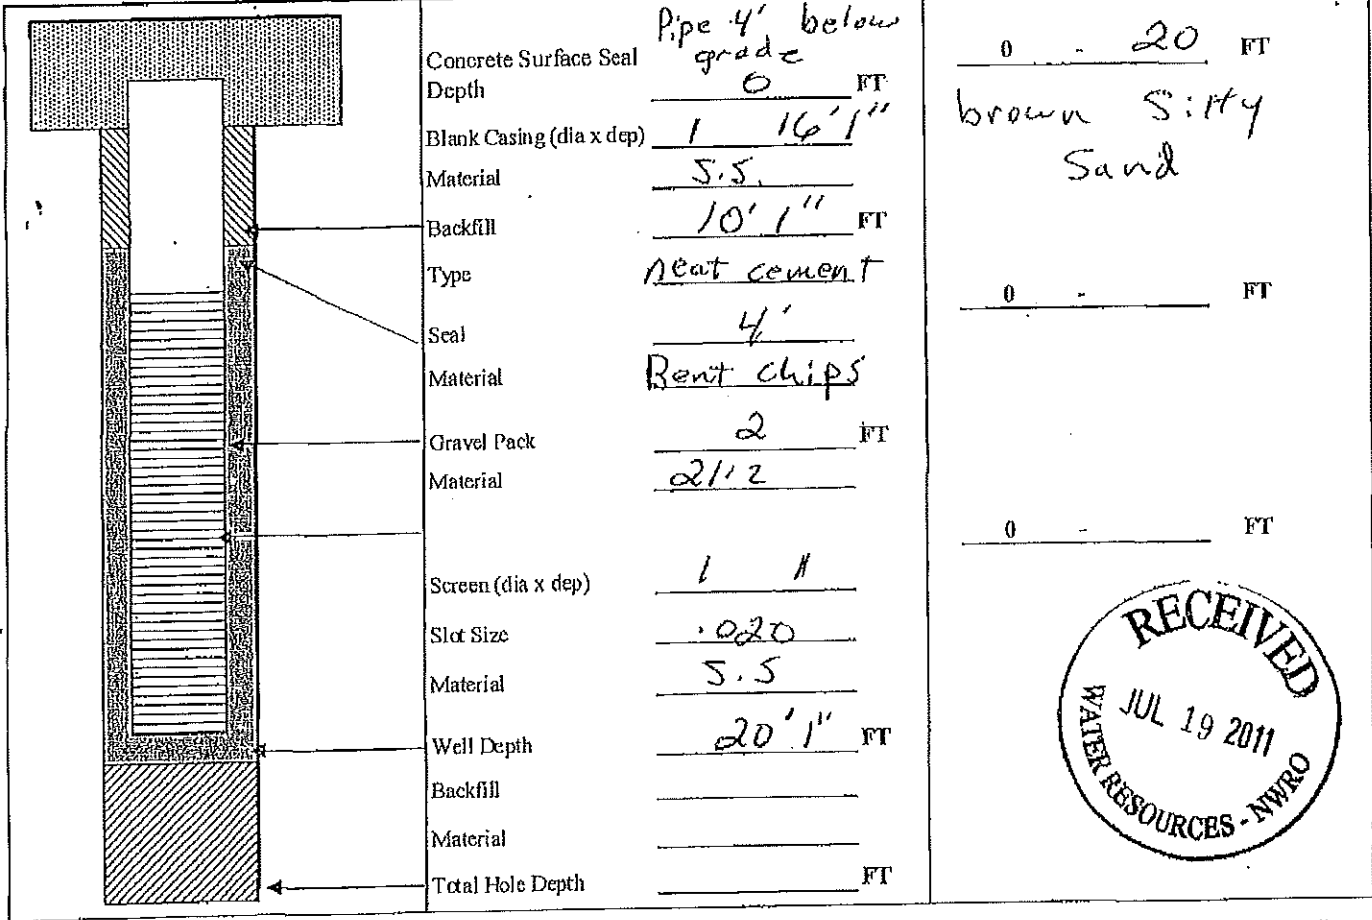 Pipe 4' below
grade
Concrete Surface Seal
Depth 0 FT
Blank Casing (dia x dep) 1 16'1"
Material S.S.
Backfill 10' 1" FT
Type neat cement
Seal 4'
Material Bent chips
Gravel Pack 2 FT
Material
Screen (dia x dep) 1
Slot Size .020
Material S.S
Well Depth 20'1" FT
Backfill
Material
Total Hole Depth FT
0 - 20 FT
brown Silty
Sand
0 - FT
0 - FT
RECEIVED
JUL 19 2011
WATER RESOURCES - NWRO